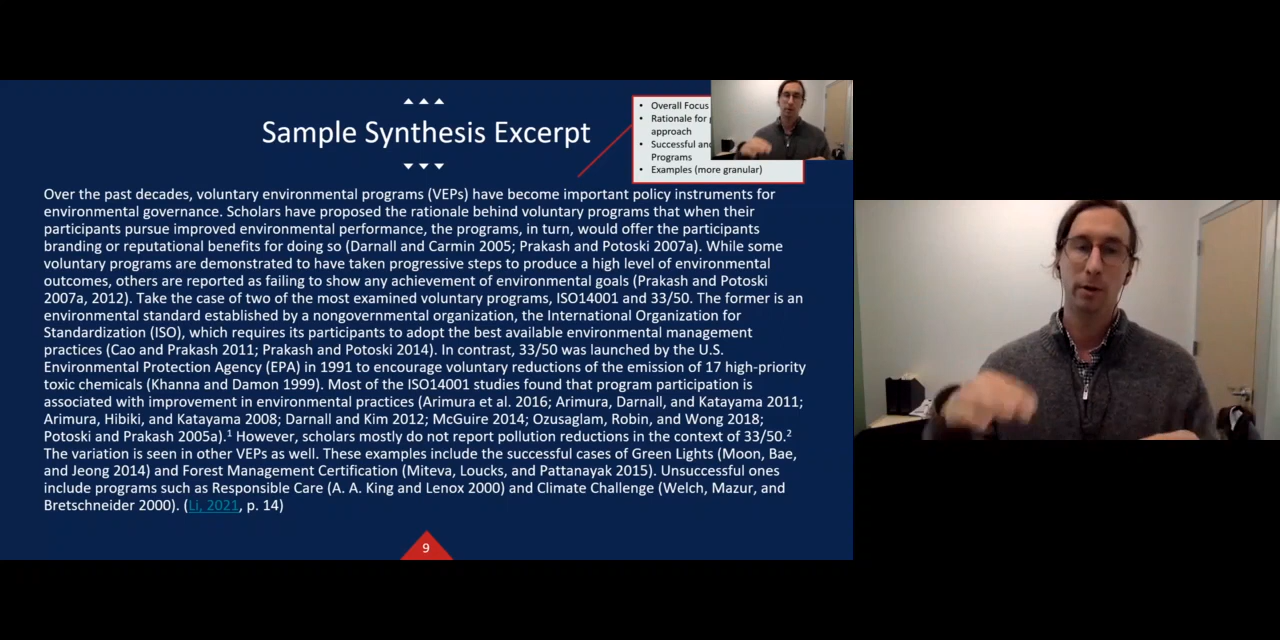 Sample Synthesis Excerpt
• Overall Focus
• Rationale for
approach
• Successful and
Programs
• Examples (more granular)
Over the past decades, voluntary environmental programs (VEPs) have become important policy instruments for
environmental governance. Scholars have proposed the rationale behind voluntary programs that when their
participants pursue improved environmental performance, the programs, in turn, would offer the participants
branding or reputational benefits for doing so (Darnall and Carmin 2005; Prakash and Potoski 2007a). While some
voluntary programs are demonstrated to have taken progressive steps to produce a high level of environmental
outcomes, others are reported as failing to show any achievement of environmental goals (Prakash and Potoski
2007a, 2012). Take the case of two of the most examined voluntary programs, ISO14001 and 33/50. The former is an
environmental standard established by a nongovernmental organization, the International Organization for
Standardization (ISO), which requires its participants to adopt the best available environmental management
practices (Cao and Prakash 2011; Prakash and Potoski 2014). In contrast, 33/50 was launched by the U.S.
Environmental Protection Agency (EPA) in 1991 to encourage voluntary reductions of the emission of 17 high-priority
toxic chemicals (Khanna and Damon 1999). Most of the ISO14001 studies found that program participation is
associated with improvement in environmental practices (Arimura et al. 2016; Arimura, Darnall, and Katayama 2011;
Arimura, Hibiki, and Katayama 2008; Darnall and Kim 2012; McGuire 2014; Ozusaglam, Robin, and Wong 2018;
Potoski and Prakash 2005a).¹ However, scholars mostly do not report pollution reductions in the context of 33/50.²
The variation is seen in other VEPs as well. These examples include the successful cases of Green Lights (Moon, Bae,
and Jeong 2014) and Forest Management Certification (Miteva, Loucks, and Pattanayak 2015). Unsuccessful ones
include programs such as Responsible Care (A. A. King and Lenox 2000) and Climate Challenge (Welch, Mazur, and
Bretschneider 2000). (Li, 2021, p. 14)
9